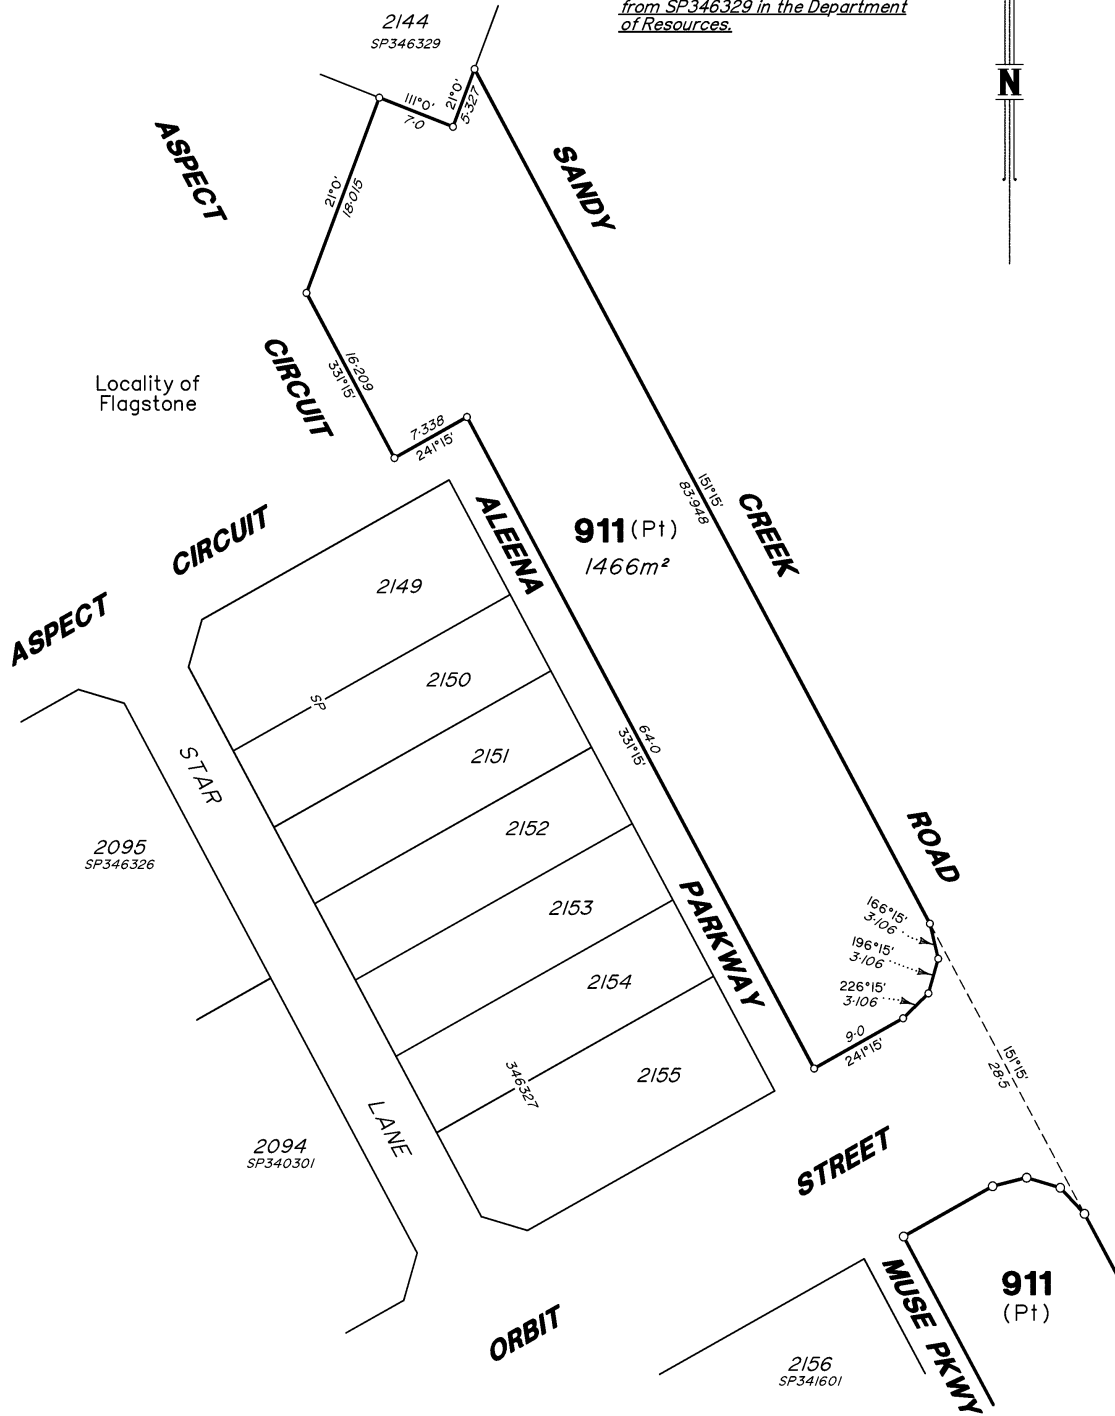 from SP346329 in the Department
of Resources.
2144
SP346329
N
111°0'
7·0
21°0'
5·327
ASPECT
SANDY
21°0'
18·015
CIRCUIT
16·209
331°15'
Locality of
Flagstone
7·338
241°15'
151°15'
83·948
CREEK
ALEENA
911 (Pt)
1466m²
CIRCUIT
ASPECT
2149
2150
SP
2151
STAR
64·0
331°15'
2152
2095
SP346326
ROAD
2153
PARKWAY
166°15'
3·106
196°15'
3·106
226°15'
3·106
2154
9·0
241°15'
151°15'
28·5
2155
346327
LANE
2094
SP340301
STREET
911
(Pt)
MUSE PKWY
ORBIT
2156
SP341601